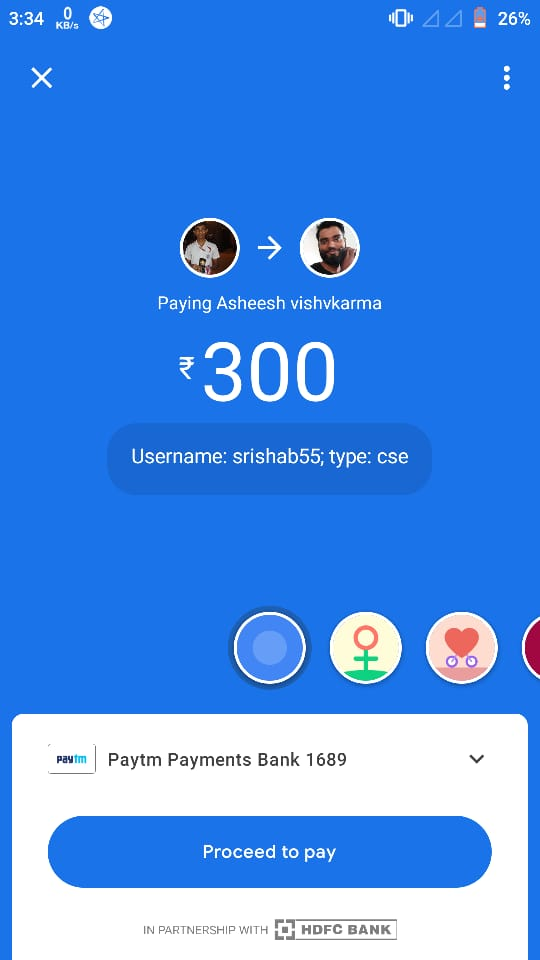 3:34 0 KB/s 26%
Paying Asheesh vishvkarma
₹300
Username: srishab55; type: cse
paytm Paytm Payments Bank 1689
Proceed to pay
IN PARTNERSHIP WITH HDFC BANK